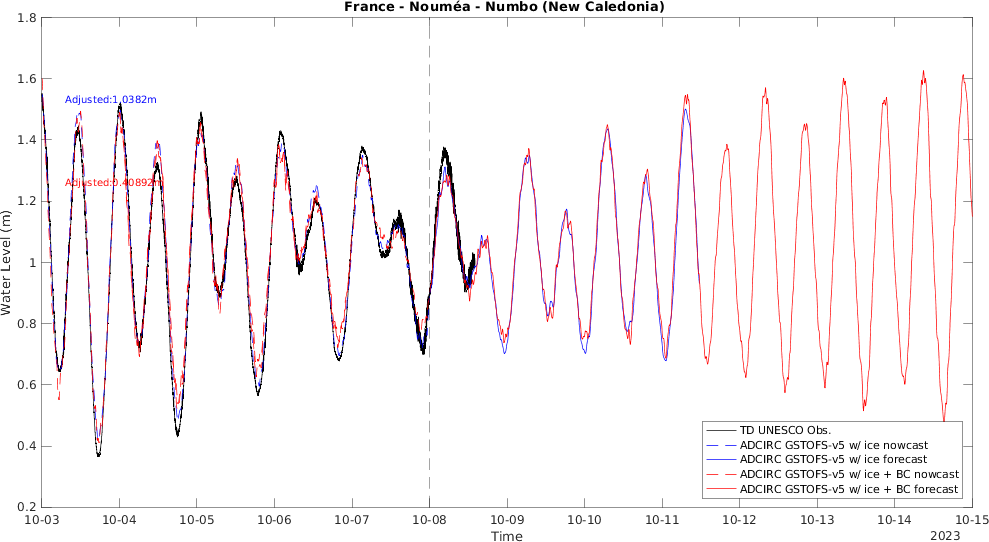 France - Nouméa - Numbo (New Caledonia)
1.8
1.6
1.4
1.2
1
0.8
0.6
0.4
0.2
Water Level (m)
Adjusted:1.0382m
Adjusted:0.40892m
TD UNESCO Obs.
ADCIRC GSTOFS-v5 w/ ice nowcast
ADCIRC GSTOFS-v5 w/ ice forecast
ADCIRC GSTOFS-v5 w/ ice + BC nowcast
ADCIRC GSTOFS-v5 w/ ice + BC forecast
10-03 10-04 10-05 10-06 10-07 10-08 10-09 10-10 10-11 10-12 10-13 10-14 10-15
Time
2023